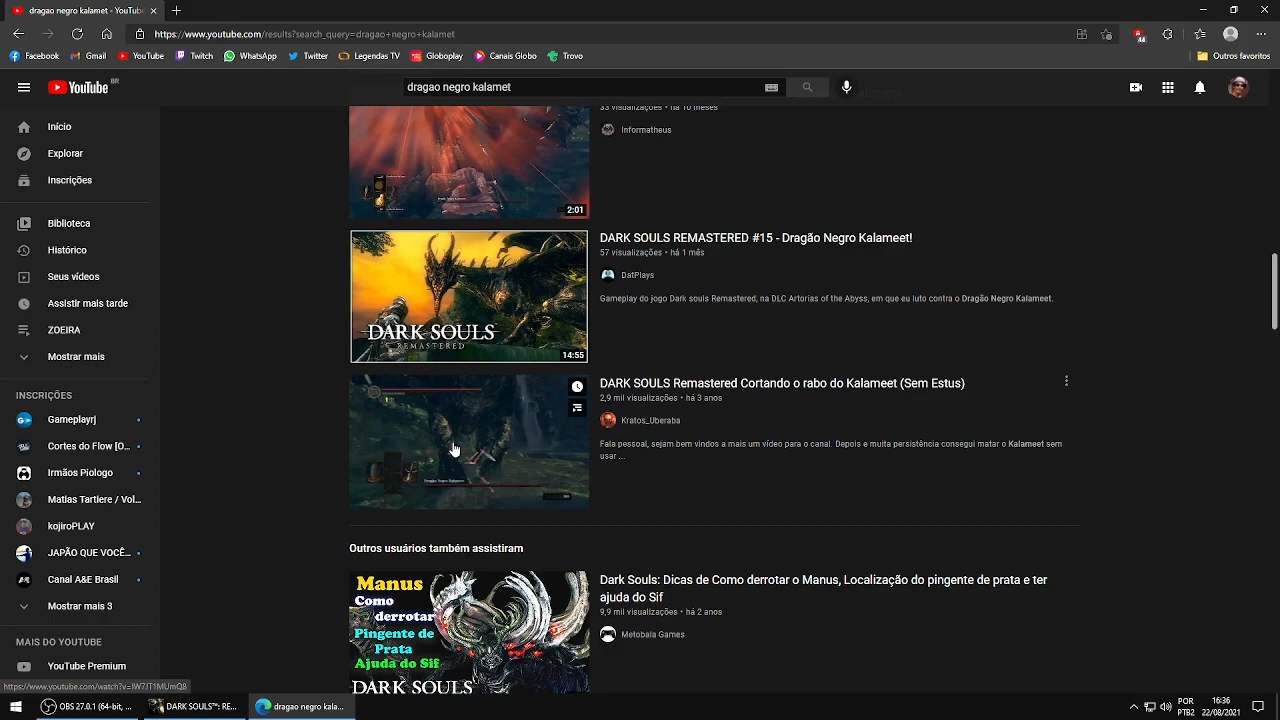 dragao negro kalamet - YouTube
https://www.youtube.com/results?search_query=dragao+negro+kalamet
44
Facebook
Gmail
YouTube
Twitch
WhatsApp
Twitter
Legendas TV
Globoplay
Canais Globo
Trovo
Outros favoritos
YouTube
BR
dragao negro kalamet
Início
Explorar
Inscrições
Biblioteca
Histórico
Seus vídeos
Assistir mais tarde
ZOEIRA
Mostrar mais
INSCRIÇÕES
Gameplayrj
Cortes do Flow [O...
Irmãos Piologo
Matias Tartiere / Vol...
kojiroPLAY
JAPÃO QUE VOCÊ...
Canal A&E Brasil
Mostrar mais 3
MAIS DO YOUTUBE
YouTube Premium
33 visualizações • há 10 meses
Informatheus
2:01
DARK SOULS
REMASTERED
14:55
DARK SOULS REMASTERED #15 - Dragão Negro Kalameet!
57 visualizações • há 1 mês
DatPlays
Gameplay do jogo Dark souls Remastered, na DLC Artorias of the Abyss, em que eu luto contra o Dragão Negro Kalameet.
Dragão Negro Kalameet
DARK SOULS Remastered Cortando o rabo do Kalameet (Sem Estus)
2,9 mil visualizações • há 3 anos
Kratos_Uberaba
Fala pessoal, sejam bem vindos a mais um vídeo para o canal. Depois e muita persistência consegui matar o Kalameet sem
usar ...
Outros usuários também assistiram
Manus
Como
derrotar
Pingente de
Prata
Ajuda do Sif
DARK SOULS
Dark Souls: Dicas de Como derrotar o Manus, Localização do pingente de prata e ter
ajuda do Sif
9,9 mil visualizações • há 2 anos
Metobala Games
OBS 27.0.1 (64-bit, ...
DARK SOULS™: RE...
dragao negro kala...
POR
PTB2
16:36
22/08/2021